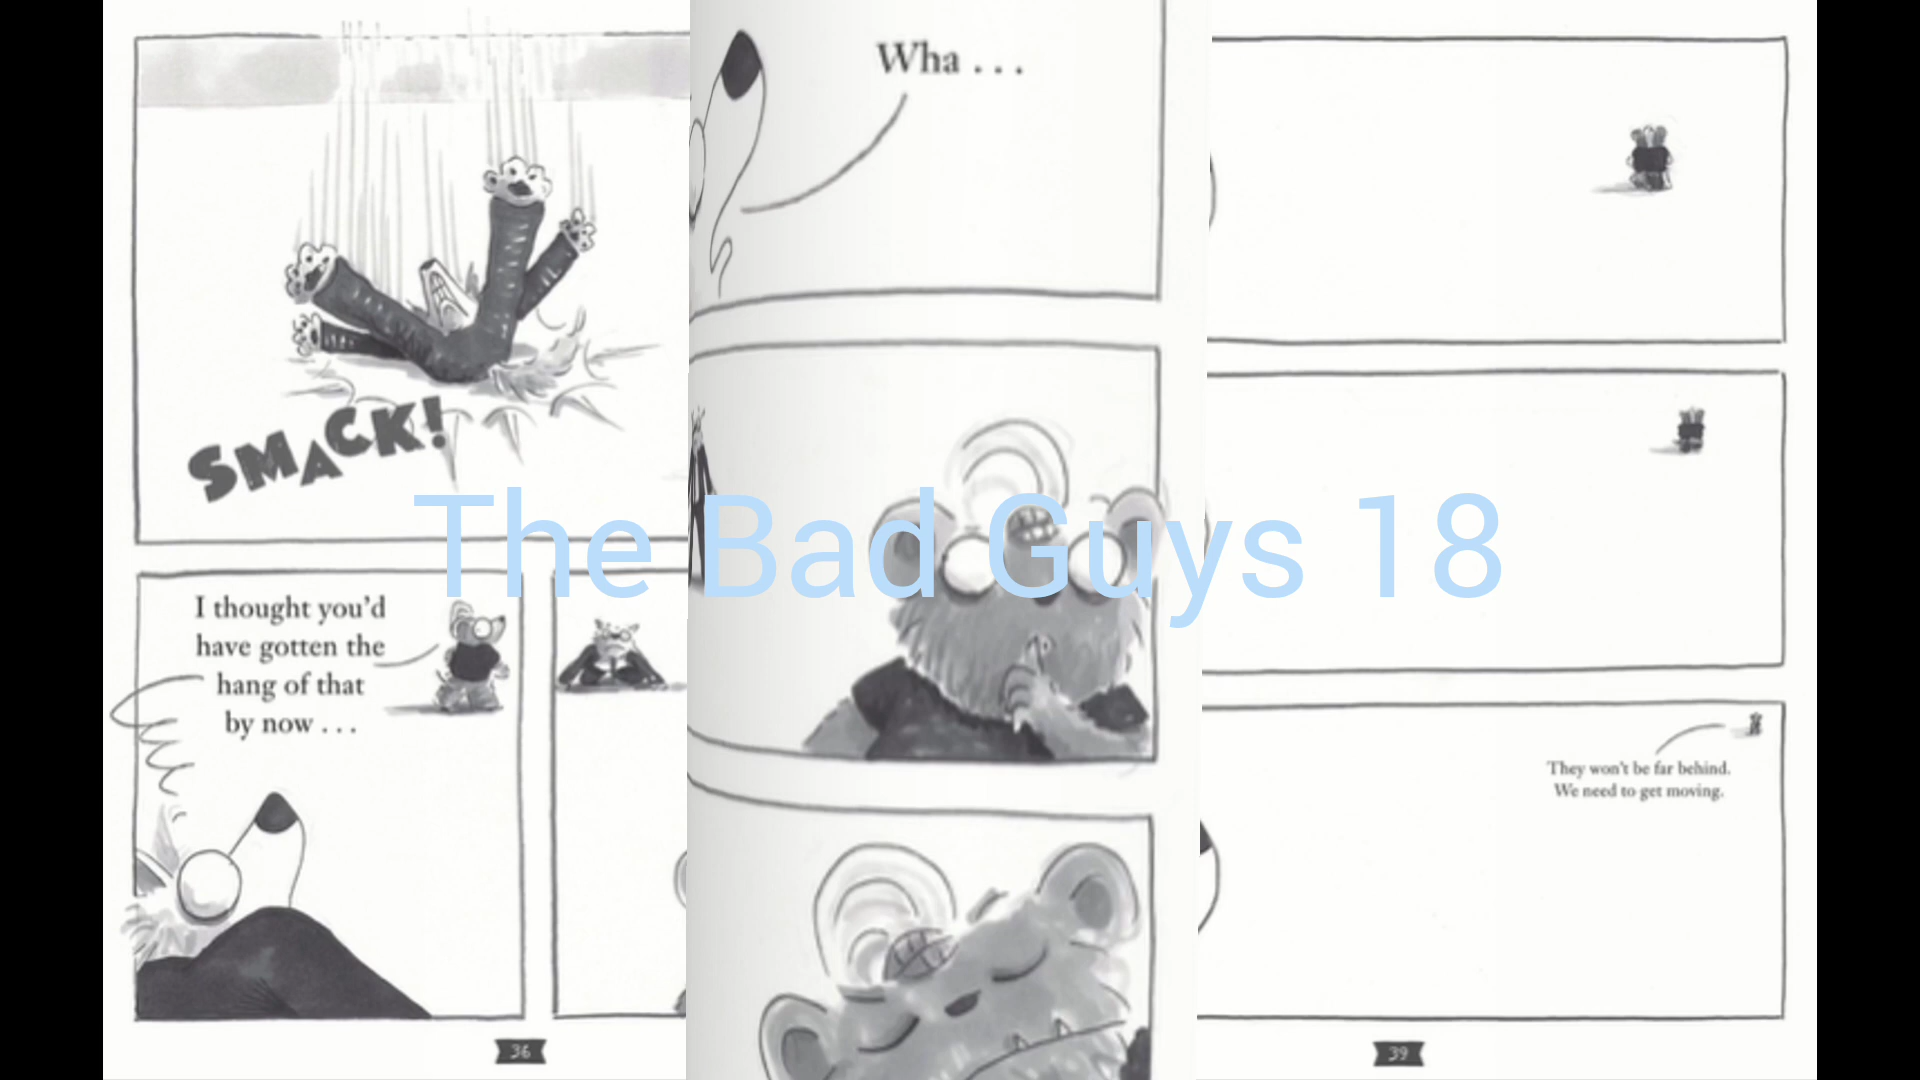 Wha . . .
SMACK!
The Bad Guys 18
I thought you’d
have gotten the
hang of that
by now . . .
They won’t be far behind.
We need to get moving.
36
39